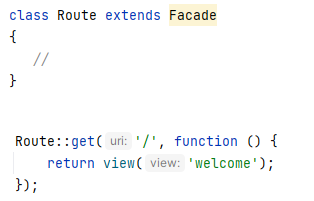 class Route extends Facade
{
//
}
Route::get( uri: '/', function () {
return view( view: 'welcome');
});